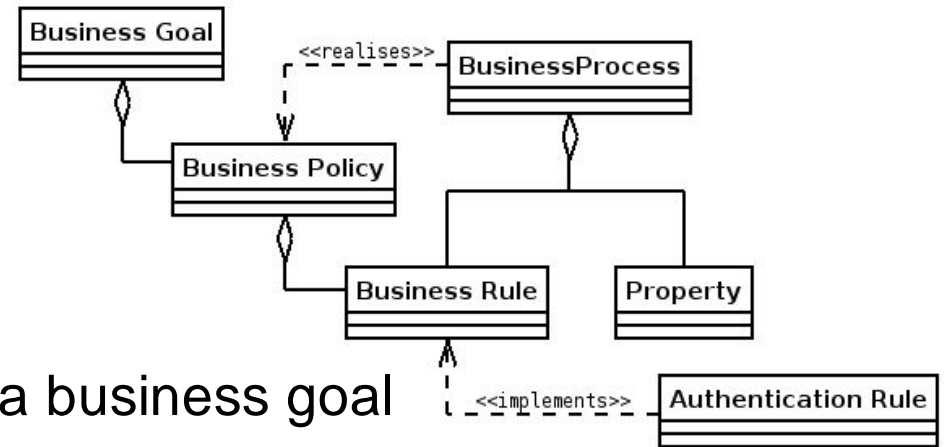 Business Goal
<<realises>>
BusinessProcess
Business Policy
Business Rule
Property
a business goal
<<implements>>
Authentication Rule